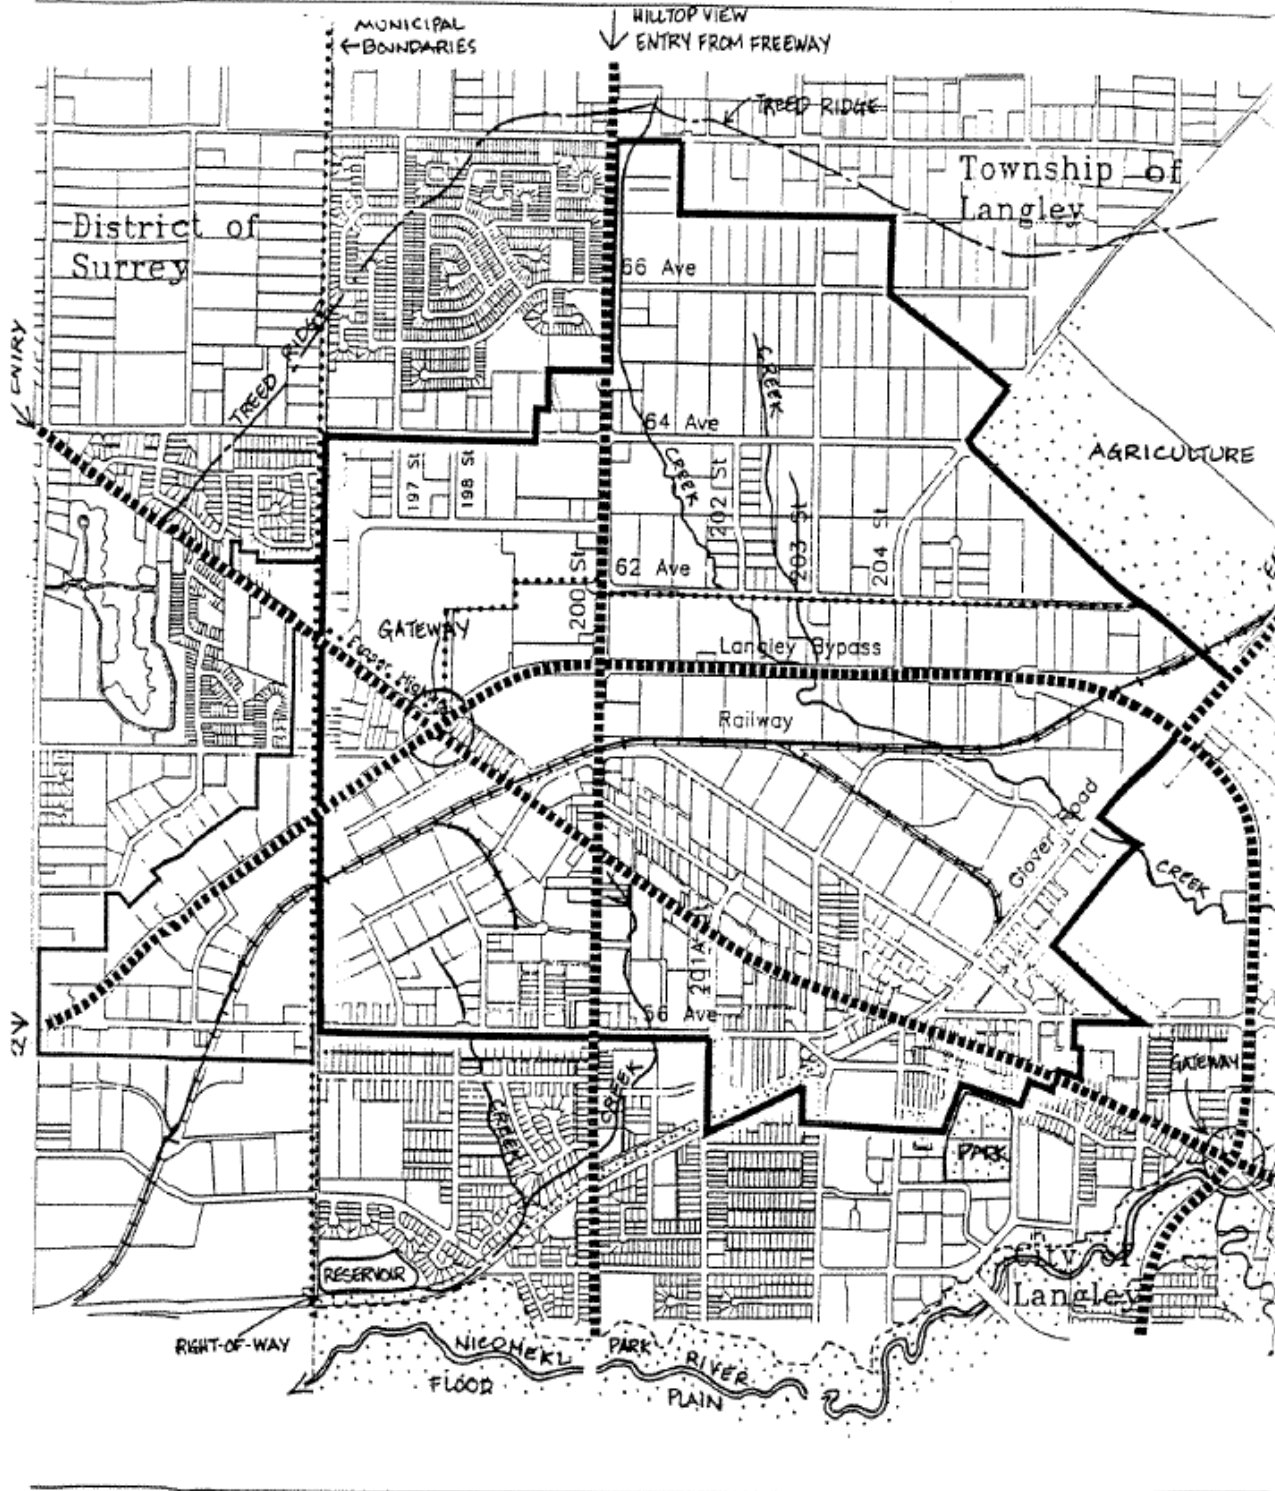 MUNICIPAL
BOUNDARIES
HILLTOP VIEW
ENTRY FROM FREEWAY
TREED RIDGE
Township of
Langley
District of
Surrey
66 Ave
TREED RIDGE
ENTRY
CREEK
64 Ave
AGRICULTURE
197 St
198 St
CREEK
202 St
203 St
204 St
200 St
62 Ave
GATEWAY
Langley Bypass
Railway
Glover Road
CREEK
201A
56 Ave
GATEWAY
CREEK
CREEK
PARK
City of
Langley
RESERVOIR
RIGHT-OF-WAY
NICOMEKL
PARK
RIVER
FLOOD
PLAIN